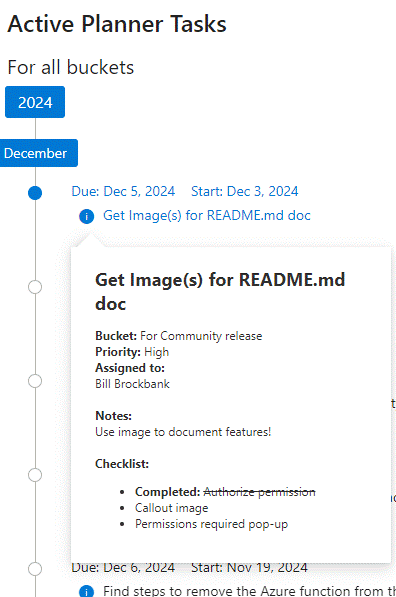 Active Planner Tasks
For all buckets
2024
December
Due: Dec 5, 2024 Start: Dec 3, 2024
Get Image(s) for README.md doc
Get Image(s) for README.md
doc
Bucket: For Community release
Priority: High
Assigned to:
Bill Brockbank
Notes:
Use image to document features!
Checklist:
Completed: Authorize permission
Callout image
Permissions required pop-up
Due: Dec 6, 2024 Start: Nov 19, 2024
Find steps to remove the Azure function from